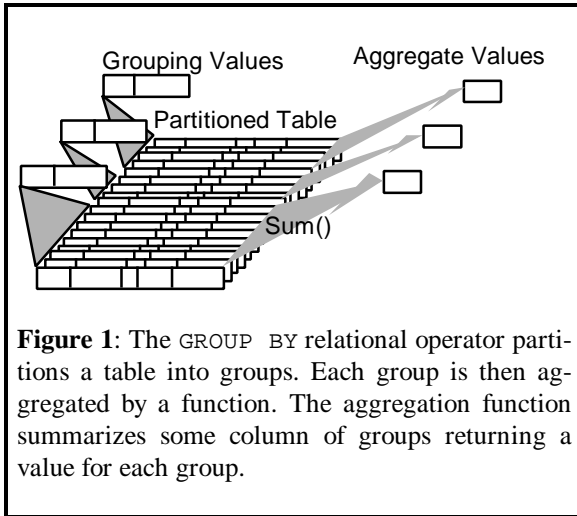 Grouping Values
Aggregate Values
Partitioned Table
Sum()
Figure 1: The GROUP BY relational operator parti-
tions a table into groups. Each group is then ag-
gregated by a function. The aggregation function
summarizes some column of groups returning a
value for each group.